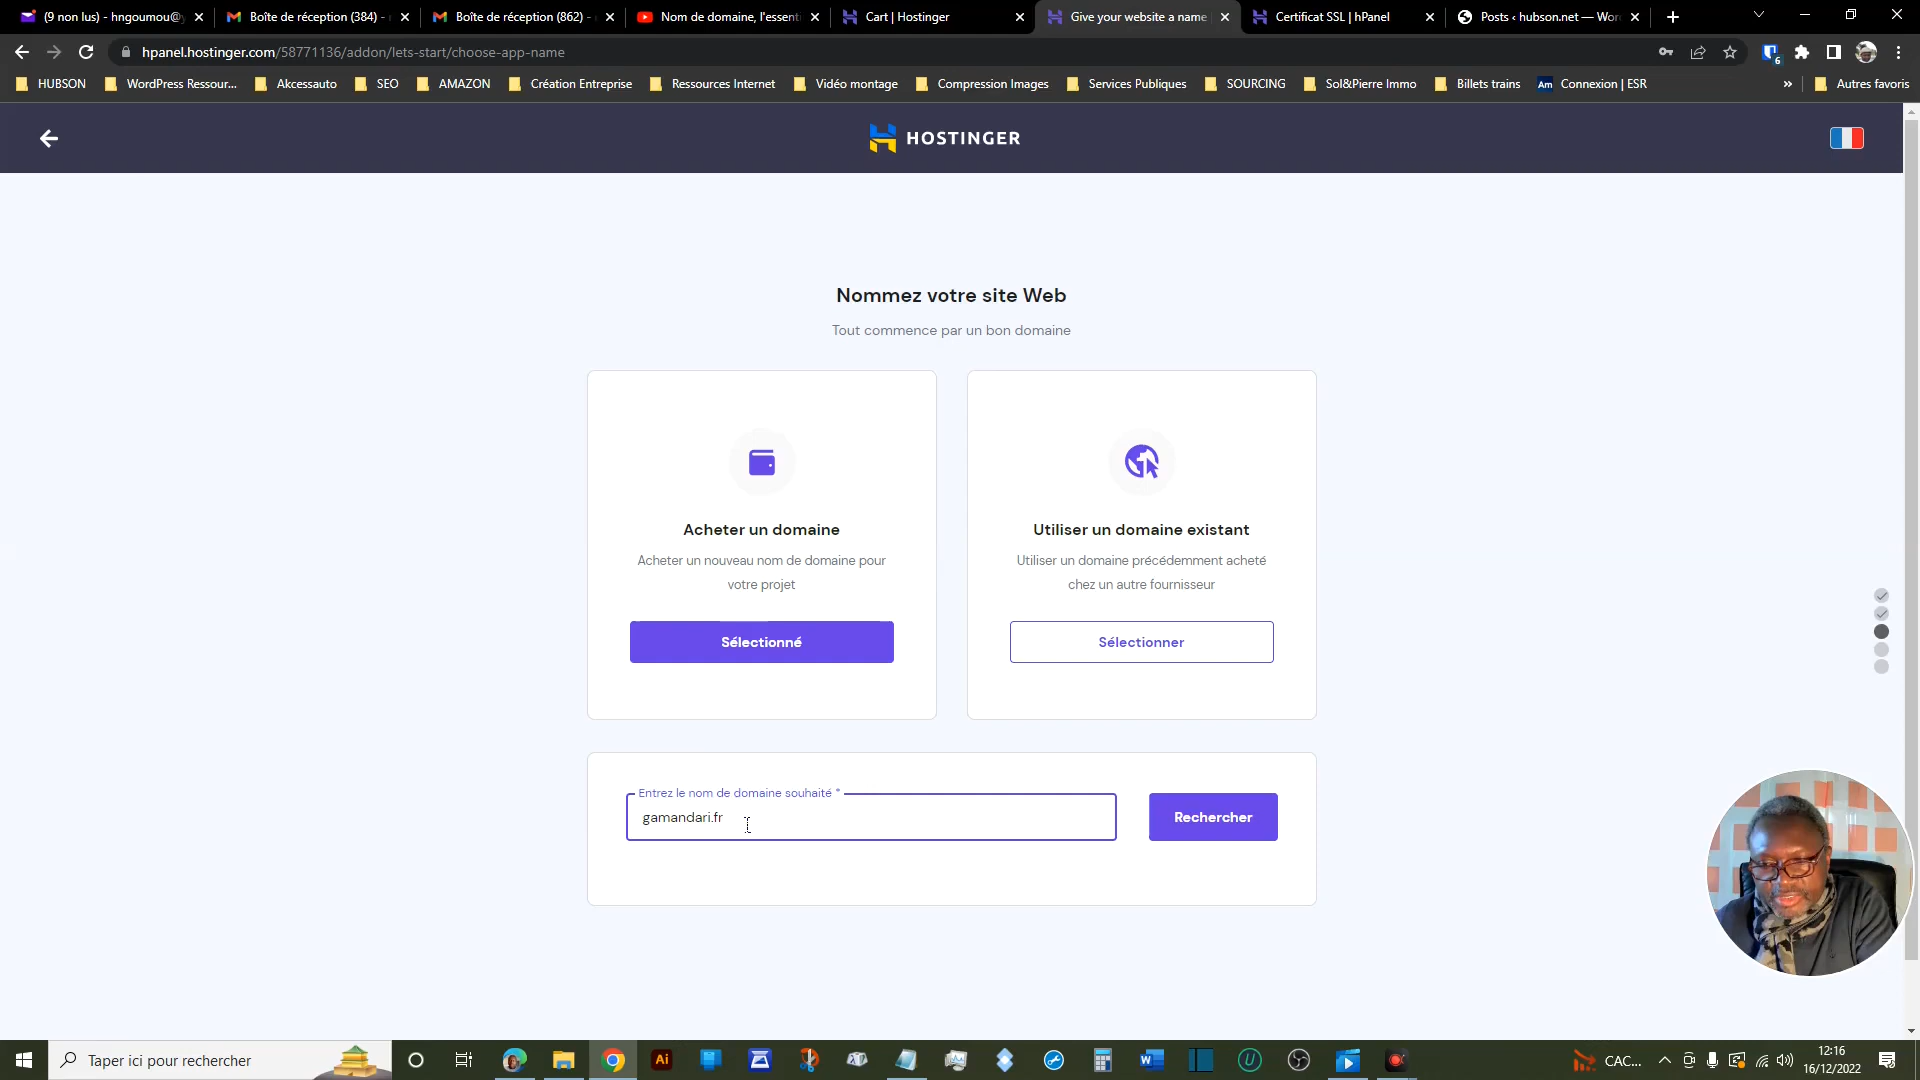 (9 non lus) - hngoumou@y
Boîte de réception (384) -
Boîte de réception (862) -
Nom de domaine, l'essenti
Cart | Hostinger
Give your website a name
Certificat SSL | hPanel
Posts ‹ hubson.net — Wor
hpanel.hostinger.com/58771136/addon/lets-start/choose-app-name
6
HUBSON
WordPress Ressour...
Akcessauto
SEO
AMAZON
Création Entreprise
Ressources Internet
Vidéo montage
Compression Images
Services Publiques
SOURCING
Sol&Pierre Immo
Billets trains
Am
Connexion | ESR
»
Autres favoris
HOSTINGER
Nommez votre site Web
Tout commence par un bon domaine
Acheter un domaine
Acheter un nouveau nom de domaine pour
votre projet
Sélectionné
Utiliser un domaine existant
Utiliser un domaine précédemment acheté
chez un autre fournisseur
Sélectionner
Entrez le nom de domaine souhaité *
gamandari.fr
Rechercher
Taper ici pour rechercher
Ai
CAC...
12:16
16/12/2022